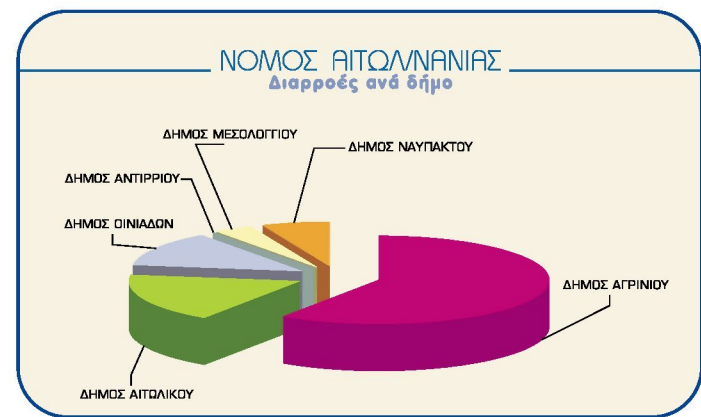 ΝΟΜΟΣ ΑΙΤΩΛ/ΝΑΝΙΑΣ
Διαρροές ανά δήμο
ΔΗΜΟΣ ΜΕΣΟΛΟΓΓΙΟΥ
ΔΗΜΟΣ ΝΑΥΠΑΚΤΟΥ
ΔΗΜΟΣ ΑΝΤΙΡΡΙΟΥ
ΔΗΜΟΣ ΟΙΝΙΑΔΩΝ
ΔΗΜΟΣ ΑΓΡΙΝΙΟΥ
ΔΗΜΟΣ ΑΙΤΩΛΙΚΟΥ